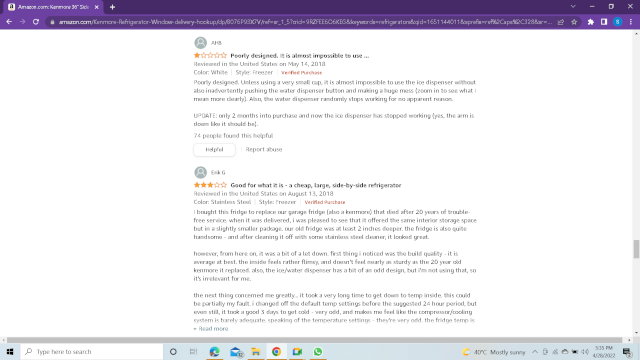 Amazon.com: Kenmore 36" Side
amazon.com/Kenmore-Refrigerator-Window-delivery-hookup/dp/
AHB
Poorly designed. It is almost impossible to use ...
Reviewed in the United States on May 14, 2018
Color: White | Style: Freezer | Verified Purchase
Poorly designed. Unless using a very small cup, it is almost impossible to use the ice dispenser without
also inadvertently pushing the water dispenser button and making a huge mess (zoom in to see what I
mean more clearly). Also, the water dispenser randomly stops working for no apparent reason.
UPDATE: only 2 months into purchase and now the ice dispenser has stopped working (yes, the arm is
down like it should be).
74 people found this helpful
Helpful | Report abuse
Erik G
Good for what it is - a cheap, large, side-by-side refrigerator
Reviewed in the United States on August 13, 2018
Color: Stainless Steel | Style: Freezer | Verified Purchase
i bought this fridge to replace our garage fridge (also a kenmore) that died after 20 years of trouble-
free service. when it was delivered, i was pleased to see that it offered the same interior storage space
but in a slightly smaller package. our old fridge was at least 2 inches deeper. the fridge is also quite
handsome - and after cleaning it off with some stainless steel cleaner, it looked great.
however, from here on, it was a bit of a let down. first thing i noticed was the build quality - it is
average at best. the inside feels rather flimsy, and doesn't feel nearly as sturdy as the 20 year old
kenmore it replaced. also, the ice/water dispenser has a bit of an odd design, but i'm not using that, so
it's irrelevant for me.
the next thing concerned me greatly... it took a very long time to get down to temp inside. this could
be partially my fault. i changed off the default temp settings before the suggested 24 hour period, but
even still, it took a good 3 days to get cold - very odd, and makes me feel like the compressor/cooling
system is barely adequate. speaking of the temperature settings - they're very odd. the fridge temp is
Read more
Type here to search
40°C Mostly sunny
5:35 PM
4/28/2022